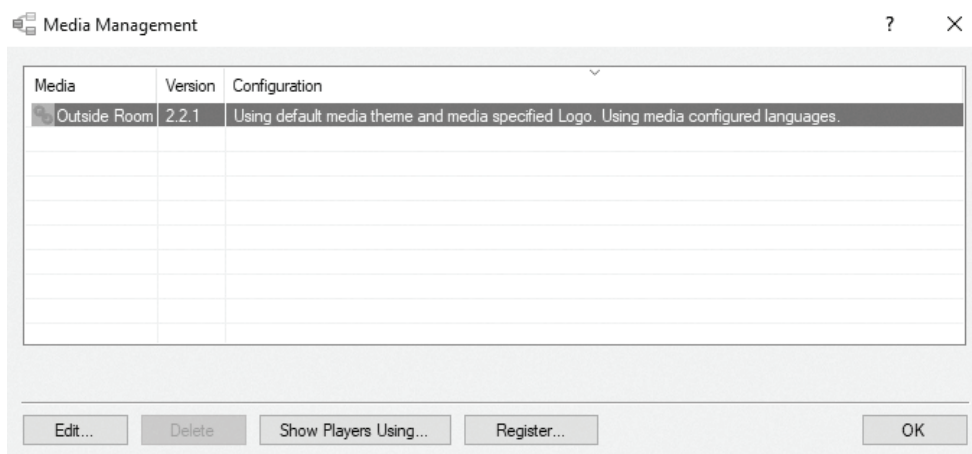 Media Management ?
Media Version Configuration
Outside Room 2.2.1 Using default media theme and media specified Logo. Using media configured languages.
Edit... Delete Show Players Using... Register... OK